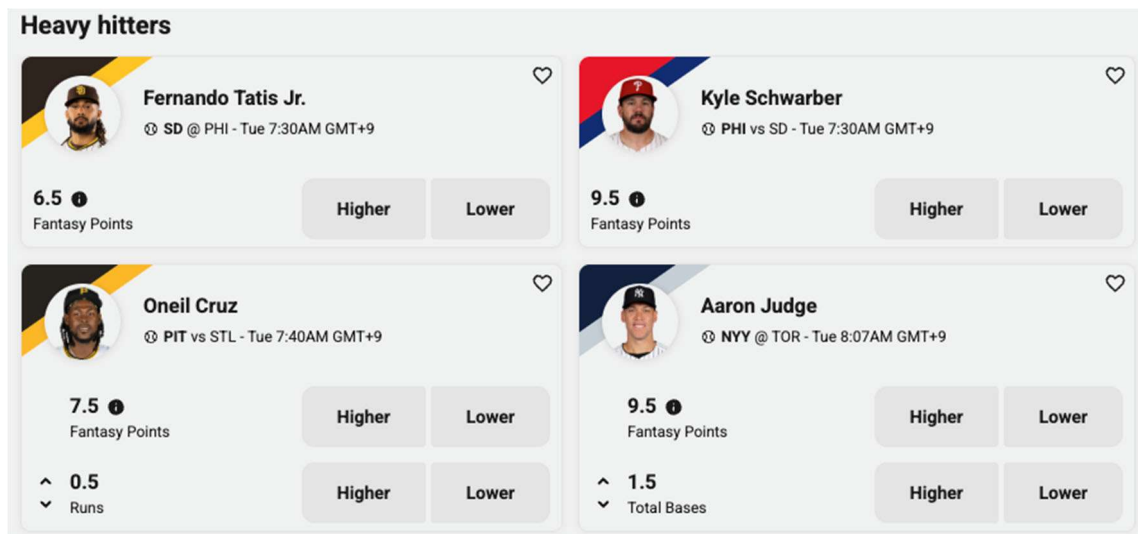 Heavy hitters
Fernando Tatis Jr.
SD @ PHI - Tue 7:30AM GMT+9
6.5
Fantasy Points
Higher
Lower
Kyle Schwarber
PHI vs SD - Tue 7:30AM GMT+9
9.5
Fantasy Points
Higher
Lower
Oneil Cruz
PIT vs STL - Tue 7:40AM GMT+9
7.5
Fantasy Points
Higher
Lower
0.5
Runs
Higher
Lower
Aaron Judge
NYY @ TOR - Tue 8:07AM GMT+9
9.5
Fantasy Points
Higher
Lower
1.5
Total Bases
Higher
Lower